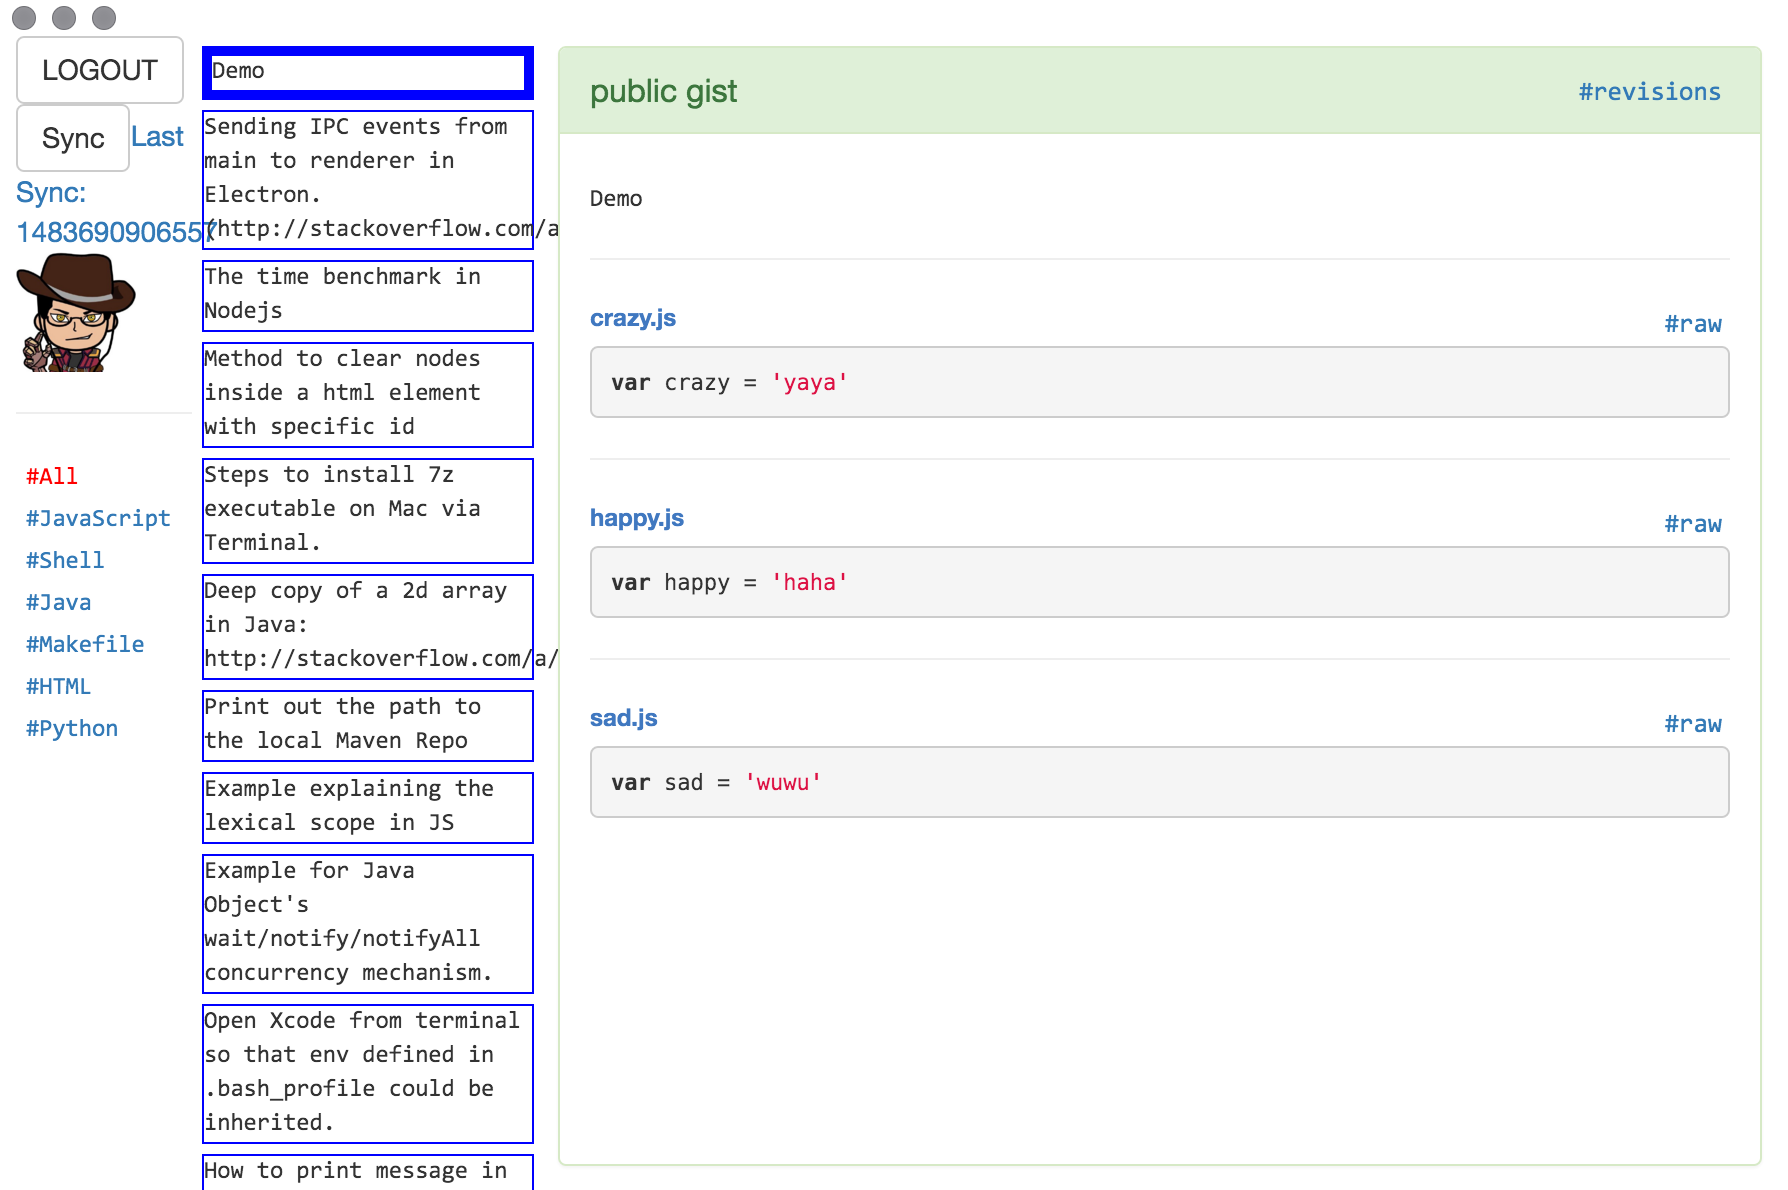 LOGOUT
Sync Last
Sync:
1483690906557
#All
#JavaScript
#Shell
#Java
#Makefile
#HTML
#Python
Demo
Sending IPC events from
main to renderer in
Electron.
(http://stackoverflow.com/a
The time benchmark in
Nodejs
Method to clear nodes
inside a html element
with specific id
Steps to install 7z
executable on Mac via
Terminal.
Deep copy of a 2d array
in Java:
http://stackoverflow.com/a/
Print out the path to
the local Maven Repo
Example explaining the
lexical scope in JS
Example for Java
Object's
wait/notify/notifyAll
concurrency mechanism.
Open Xcode from terminal
so that env defined in
.bash_profile could be
inherited.
How to print message in
public gist #revisions
Demo
crazy.js #raw
var crazy = 'yaya'
happy.js #raw
var happy = 'haha'
sad.js #raw
var sad = 'wuwu'